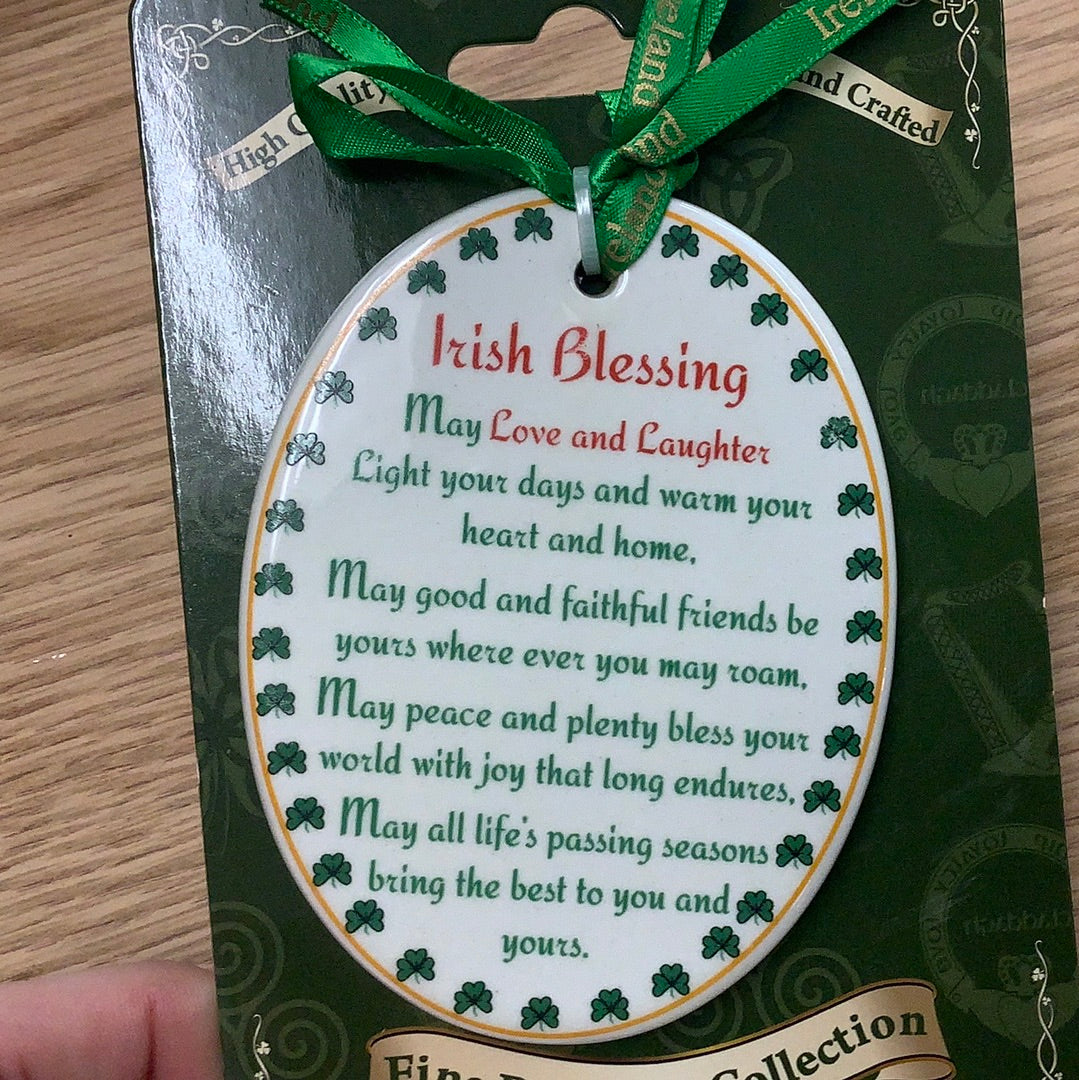 High
lity
and Crafted
Ireland
Irish Blessing
May Love and Laughter
Light your days and warm your
heart and home,
May good and faithful friends be
yours where ever you may roam,
May peace and plenty bless your
world with joy that long endures,
May all life's passing seasons
bring the best to you and
yours.
Collection